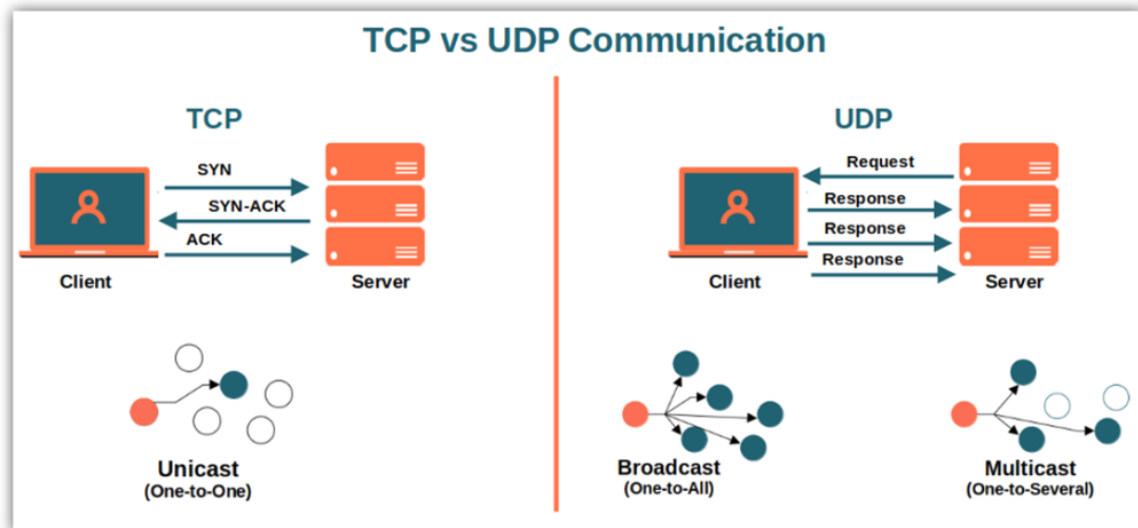 TCP vs UDP Communication
TCP
SYN
SYN-ACK
ACK
Client
Server
Unicast
(One-to-One)
UDP
Request
Response
Response
Response
Client
Server
Broadcast
(One-to-All)
Multicast
(One-to-Several)